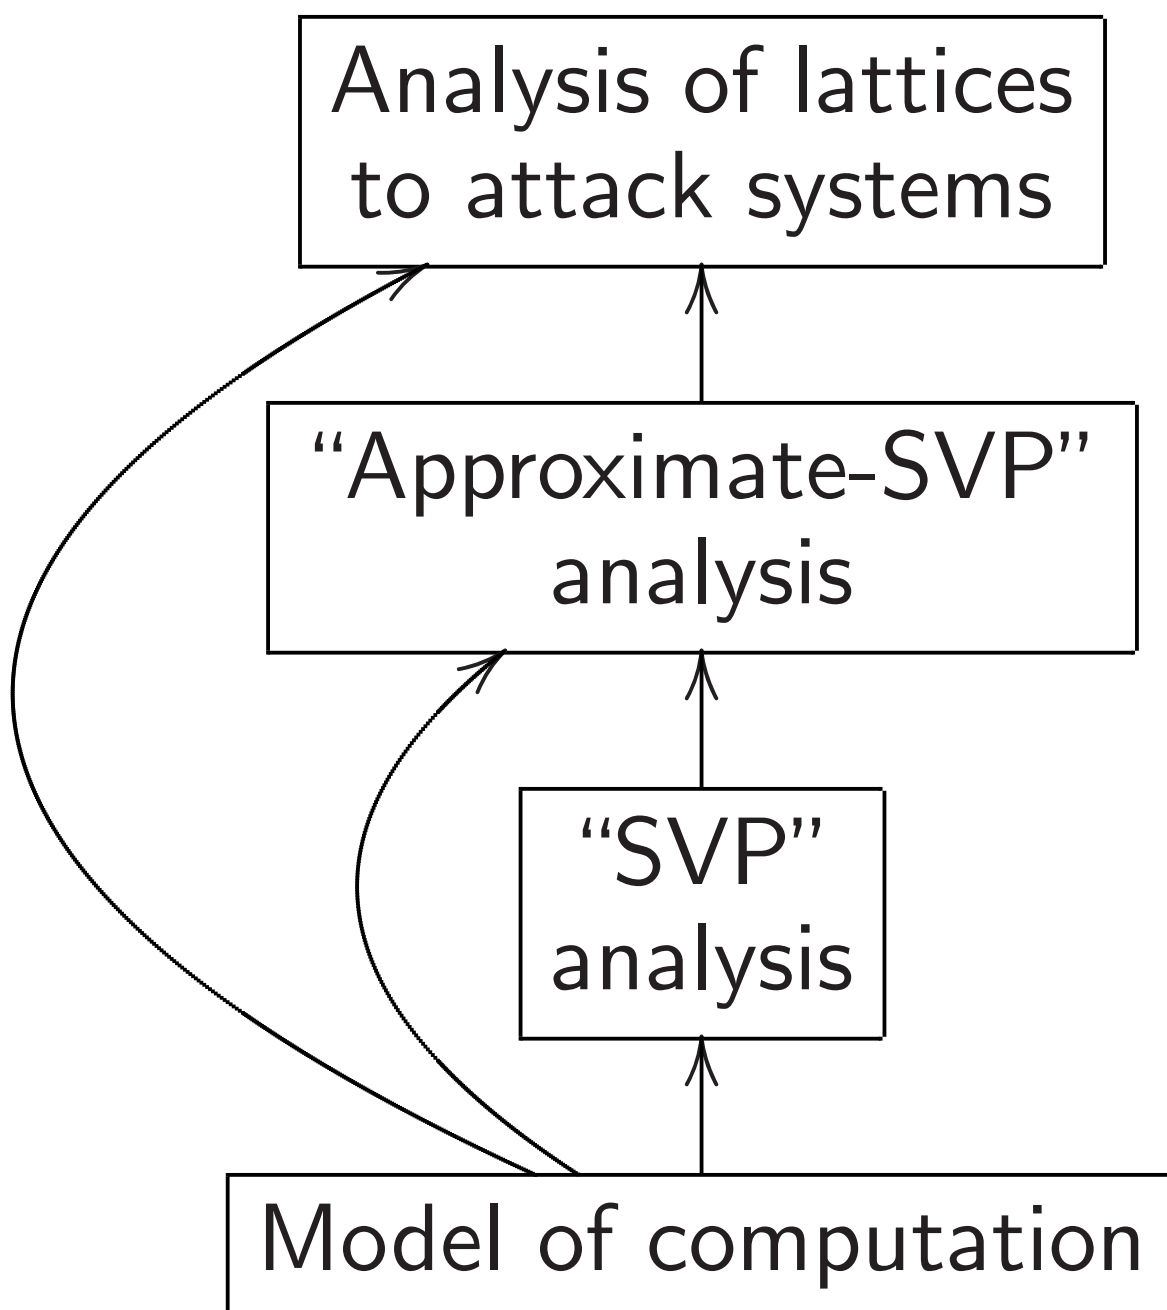 Analysis of lattices
to attack systems
“Approximate-SVP”
analysis
“SVP”
analysis
Model of computation